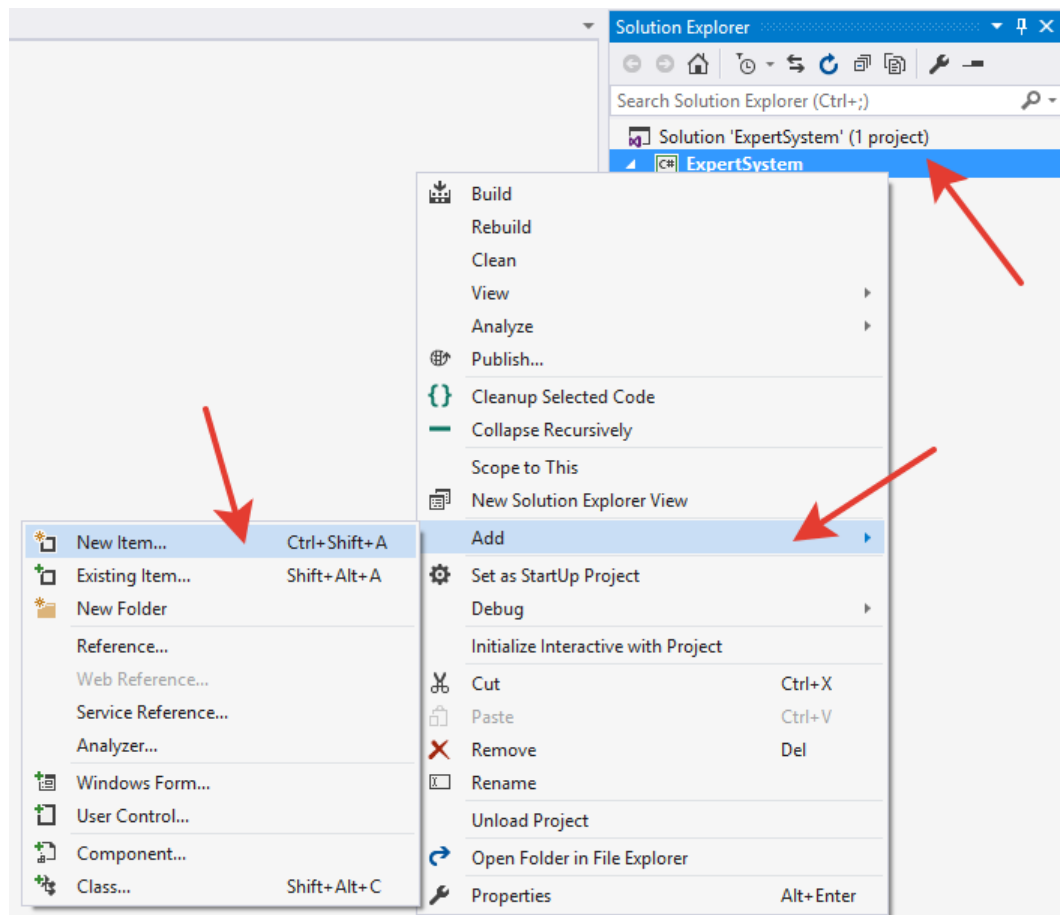 Solution Explorer
Search Solution Explorer (Ctrl+;)
Solution 'ExpertSystem' (1 project)
C# ExpertSystem
Build
Rebuild
Clean
View
Analyze
Publish...
Cleanup Selected Code
Collapse Recursively
Scope to This
New Solution Explorer View
Add
Set as StartUp Project
Debug
Initialize Interactive with Project
Cut Ctrl+X
Paste Ctrl+V
Remove Del
Rename
Unload Project
Open Folder in File Explorer
Properties Alt+Enter
New Item... Ctrl+Shift+A
Existing Item... Shift+Alt+A
New Folder
Reference...
Web Reference...
Service Reference...
Analyzer...
Windows Form...
User Control...
Component...
Class... Shift+Alt+C